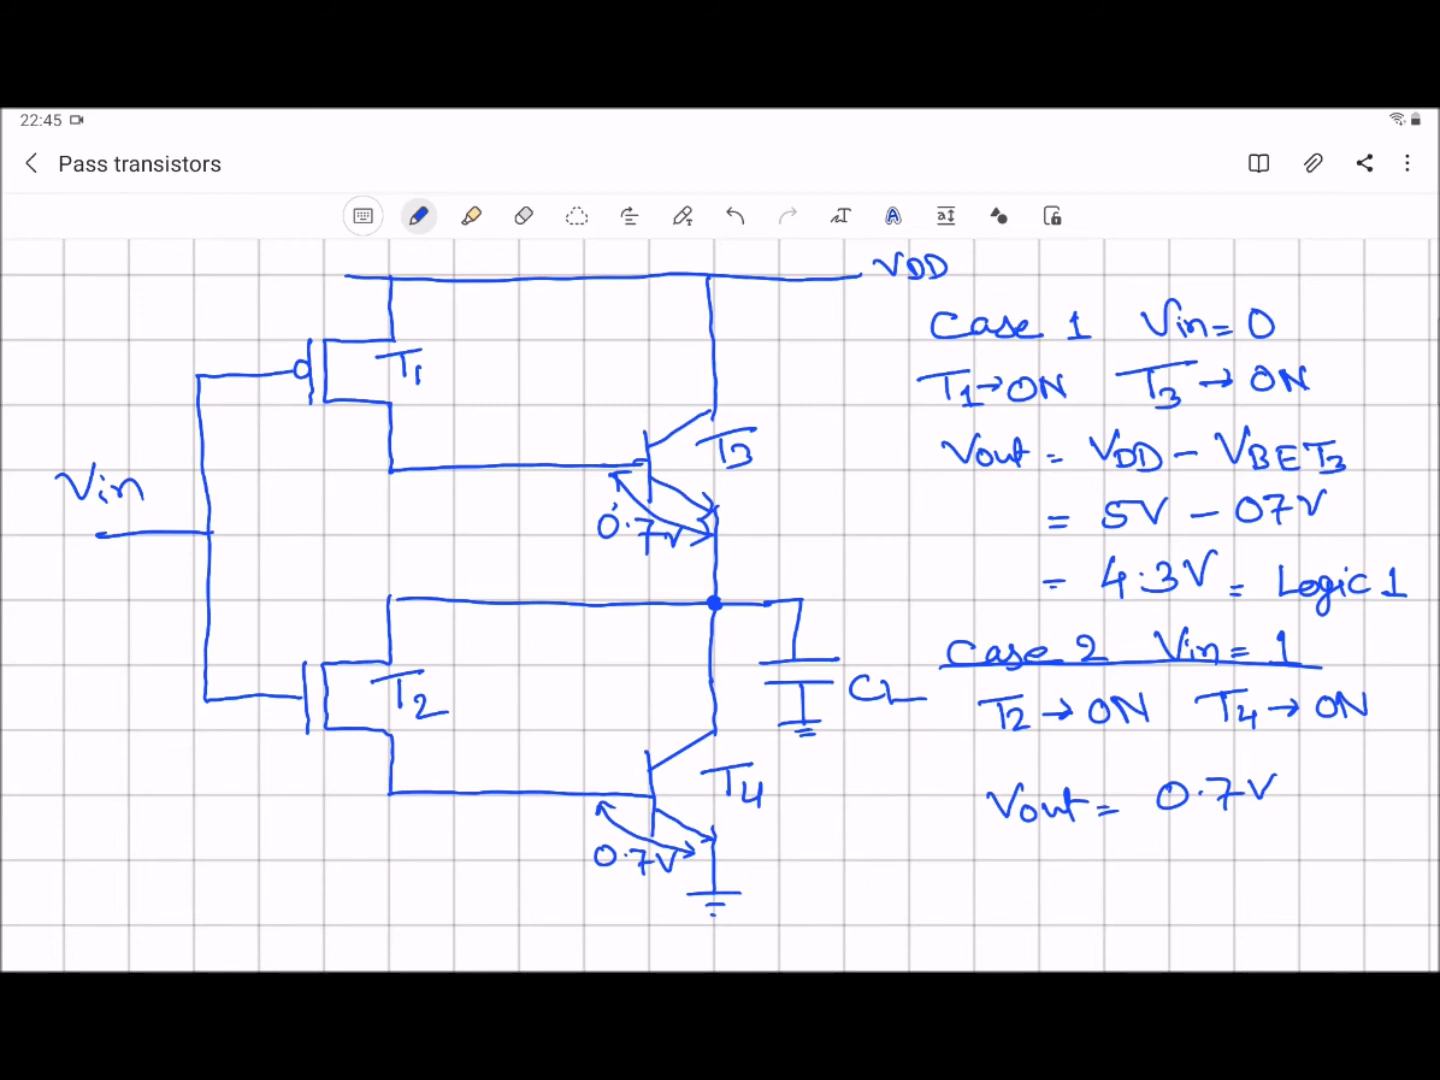 22:45
Pass transistors
VDD
T1
T3
Vin
0.7V
T2
CL
T4
0.7V
Case 1 Vin = 0
T1 → ON T3 → ON
Vout = VDD - VBET3
= 5V - 07V
= 4.3V = Logic 1
Case 2 Vin = 1
T2 → ON T4 → ON
Vout = 0.7V